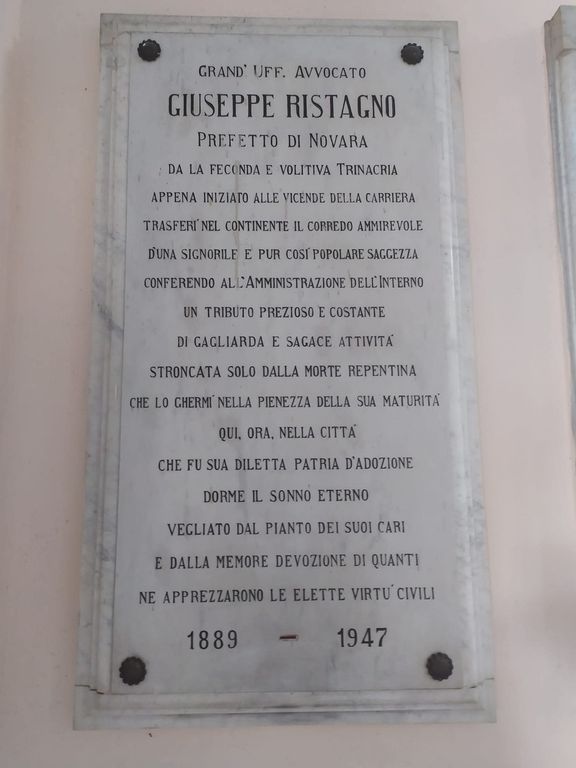 GRAND' UFF. AVVOCATO
GIUSEPPE RISTAGNO
PREFETTO DI NOVARA
DA LA FECONDA E VOLITIVA TRINACRIA
APPENA INIZIATO ALLE VICENDE DELLA CARRIERA
TRASFERI' NEL CONTINENTE IL CORREDO AMMIREVOLE
D'UNA SIGNORILE E PUR COSI' POPOLARE SAGGEZZA
CONFERENDO ALL'AMMINISTRAZIONE DELL'INTERNO
UN TRIBUTO PREZIOSO E COSTANTE
DI GAGLIARDA E SAGACE ATTIVITA'
STRONCATA SOLO DALLA MORTE REPENTINA
CHE LO GHERMI' NELLA PIENEZZA DELLA SUA MATURITA'
QUI, ORA, NELLA CITTA'
CHE FU SUA DILETTA PATRIA D'ADOZIONE
DORME IL SONNO ETERNO
VEGLIATO DAL PIANTO DEI SUOI CARI
E DALLA MEMORE DEVOZIONE DI QUANTI
NE APPREZZARONO LE ELETTE VIRTU' CIVILI
1889 - 1947